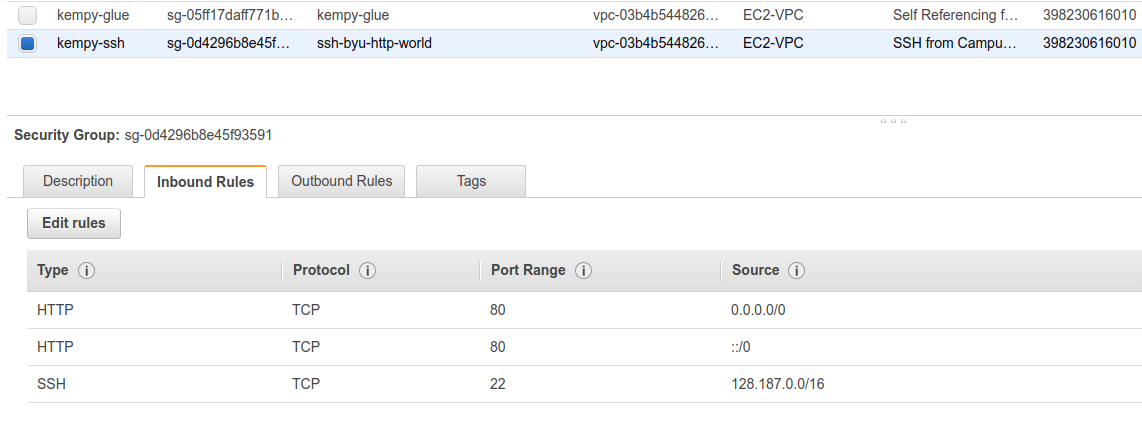 kempy-glue sg-05ff17daff771b… kempy-glue vpc-03b4b544826… EC2-VPC Self Referencing f… 398230616010
kempy-ssh sg-0d4296b8e45f… ssh-byu-http-world vpc-03b4b544826… EC2-VPC SSH from Campu… 398230616010
Security Group: sg-0d4296b8e45f93591
Description Inbound Rules Outbound Rules Tags
Edit rules
Type i Protocol i Port Range i Source i
HTTP TCP 80 0.0.0.0/0
HTTP TCP 80 ::/0
SSH TCP 22 128.187.0.0/16